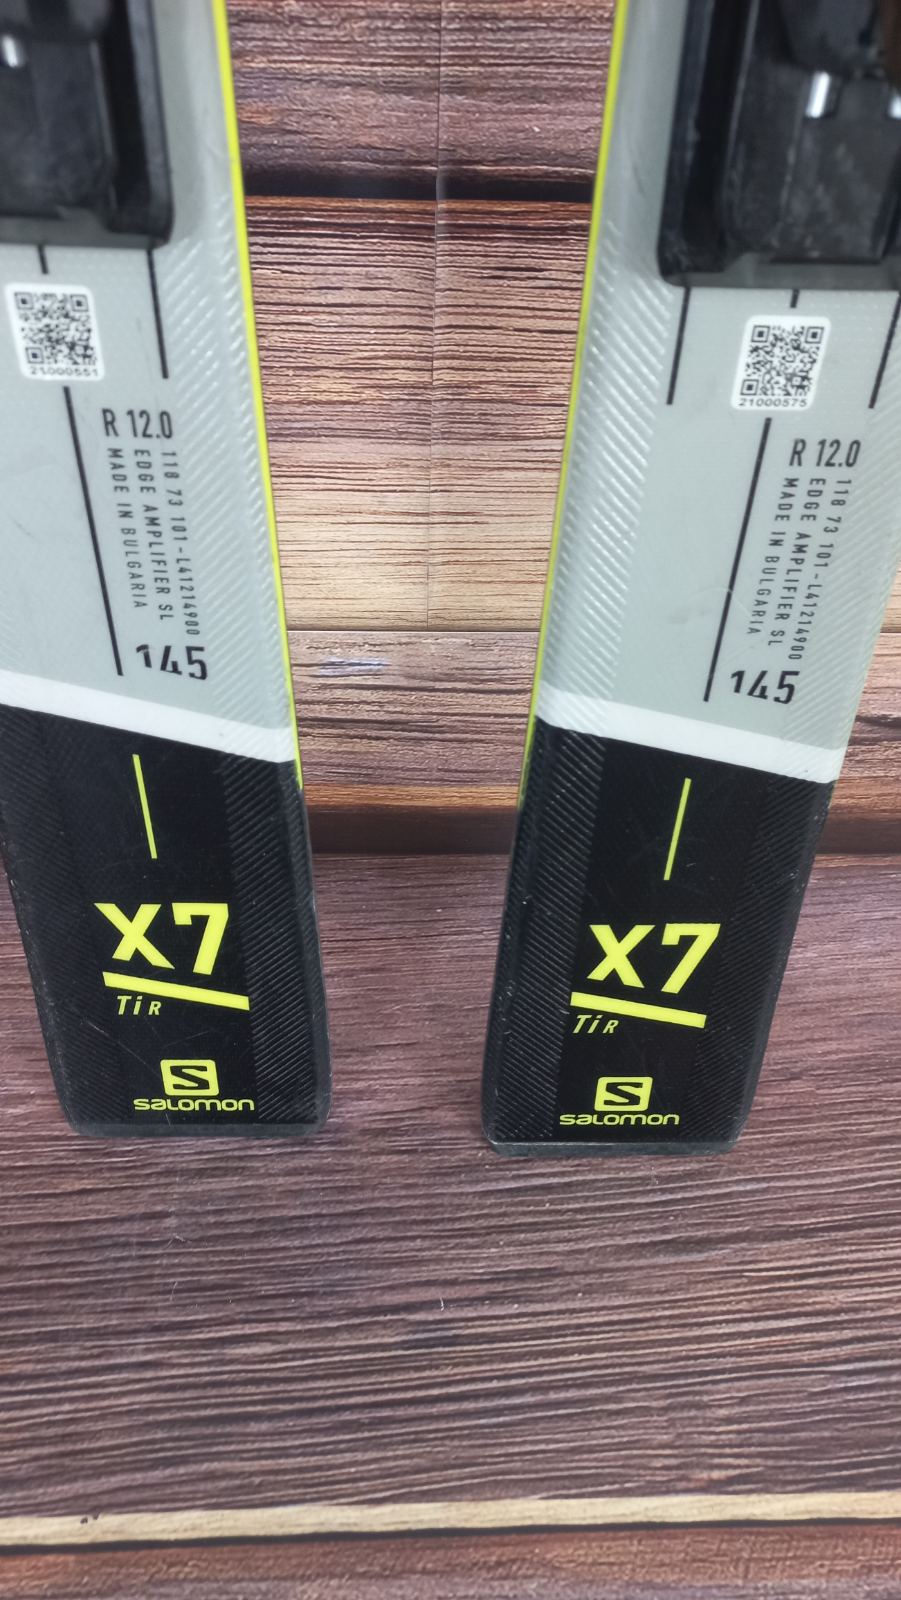 21000551
R 12.0
118 73 101-L41214900
EDGE AMPLIFIER SL
MADE IN BULGARIA
145
X7
TiR
S
salomon
21000575
R 12.0
118 73 101-L41214900
EDGE AMPLIFIER SL
MADE IN BULGARIA
145
X7
TiR
S
salomon